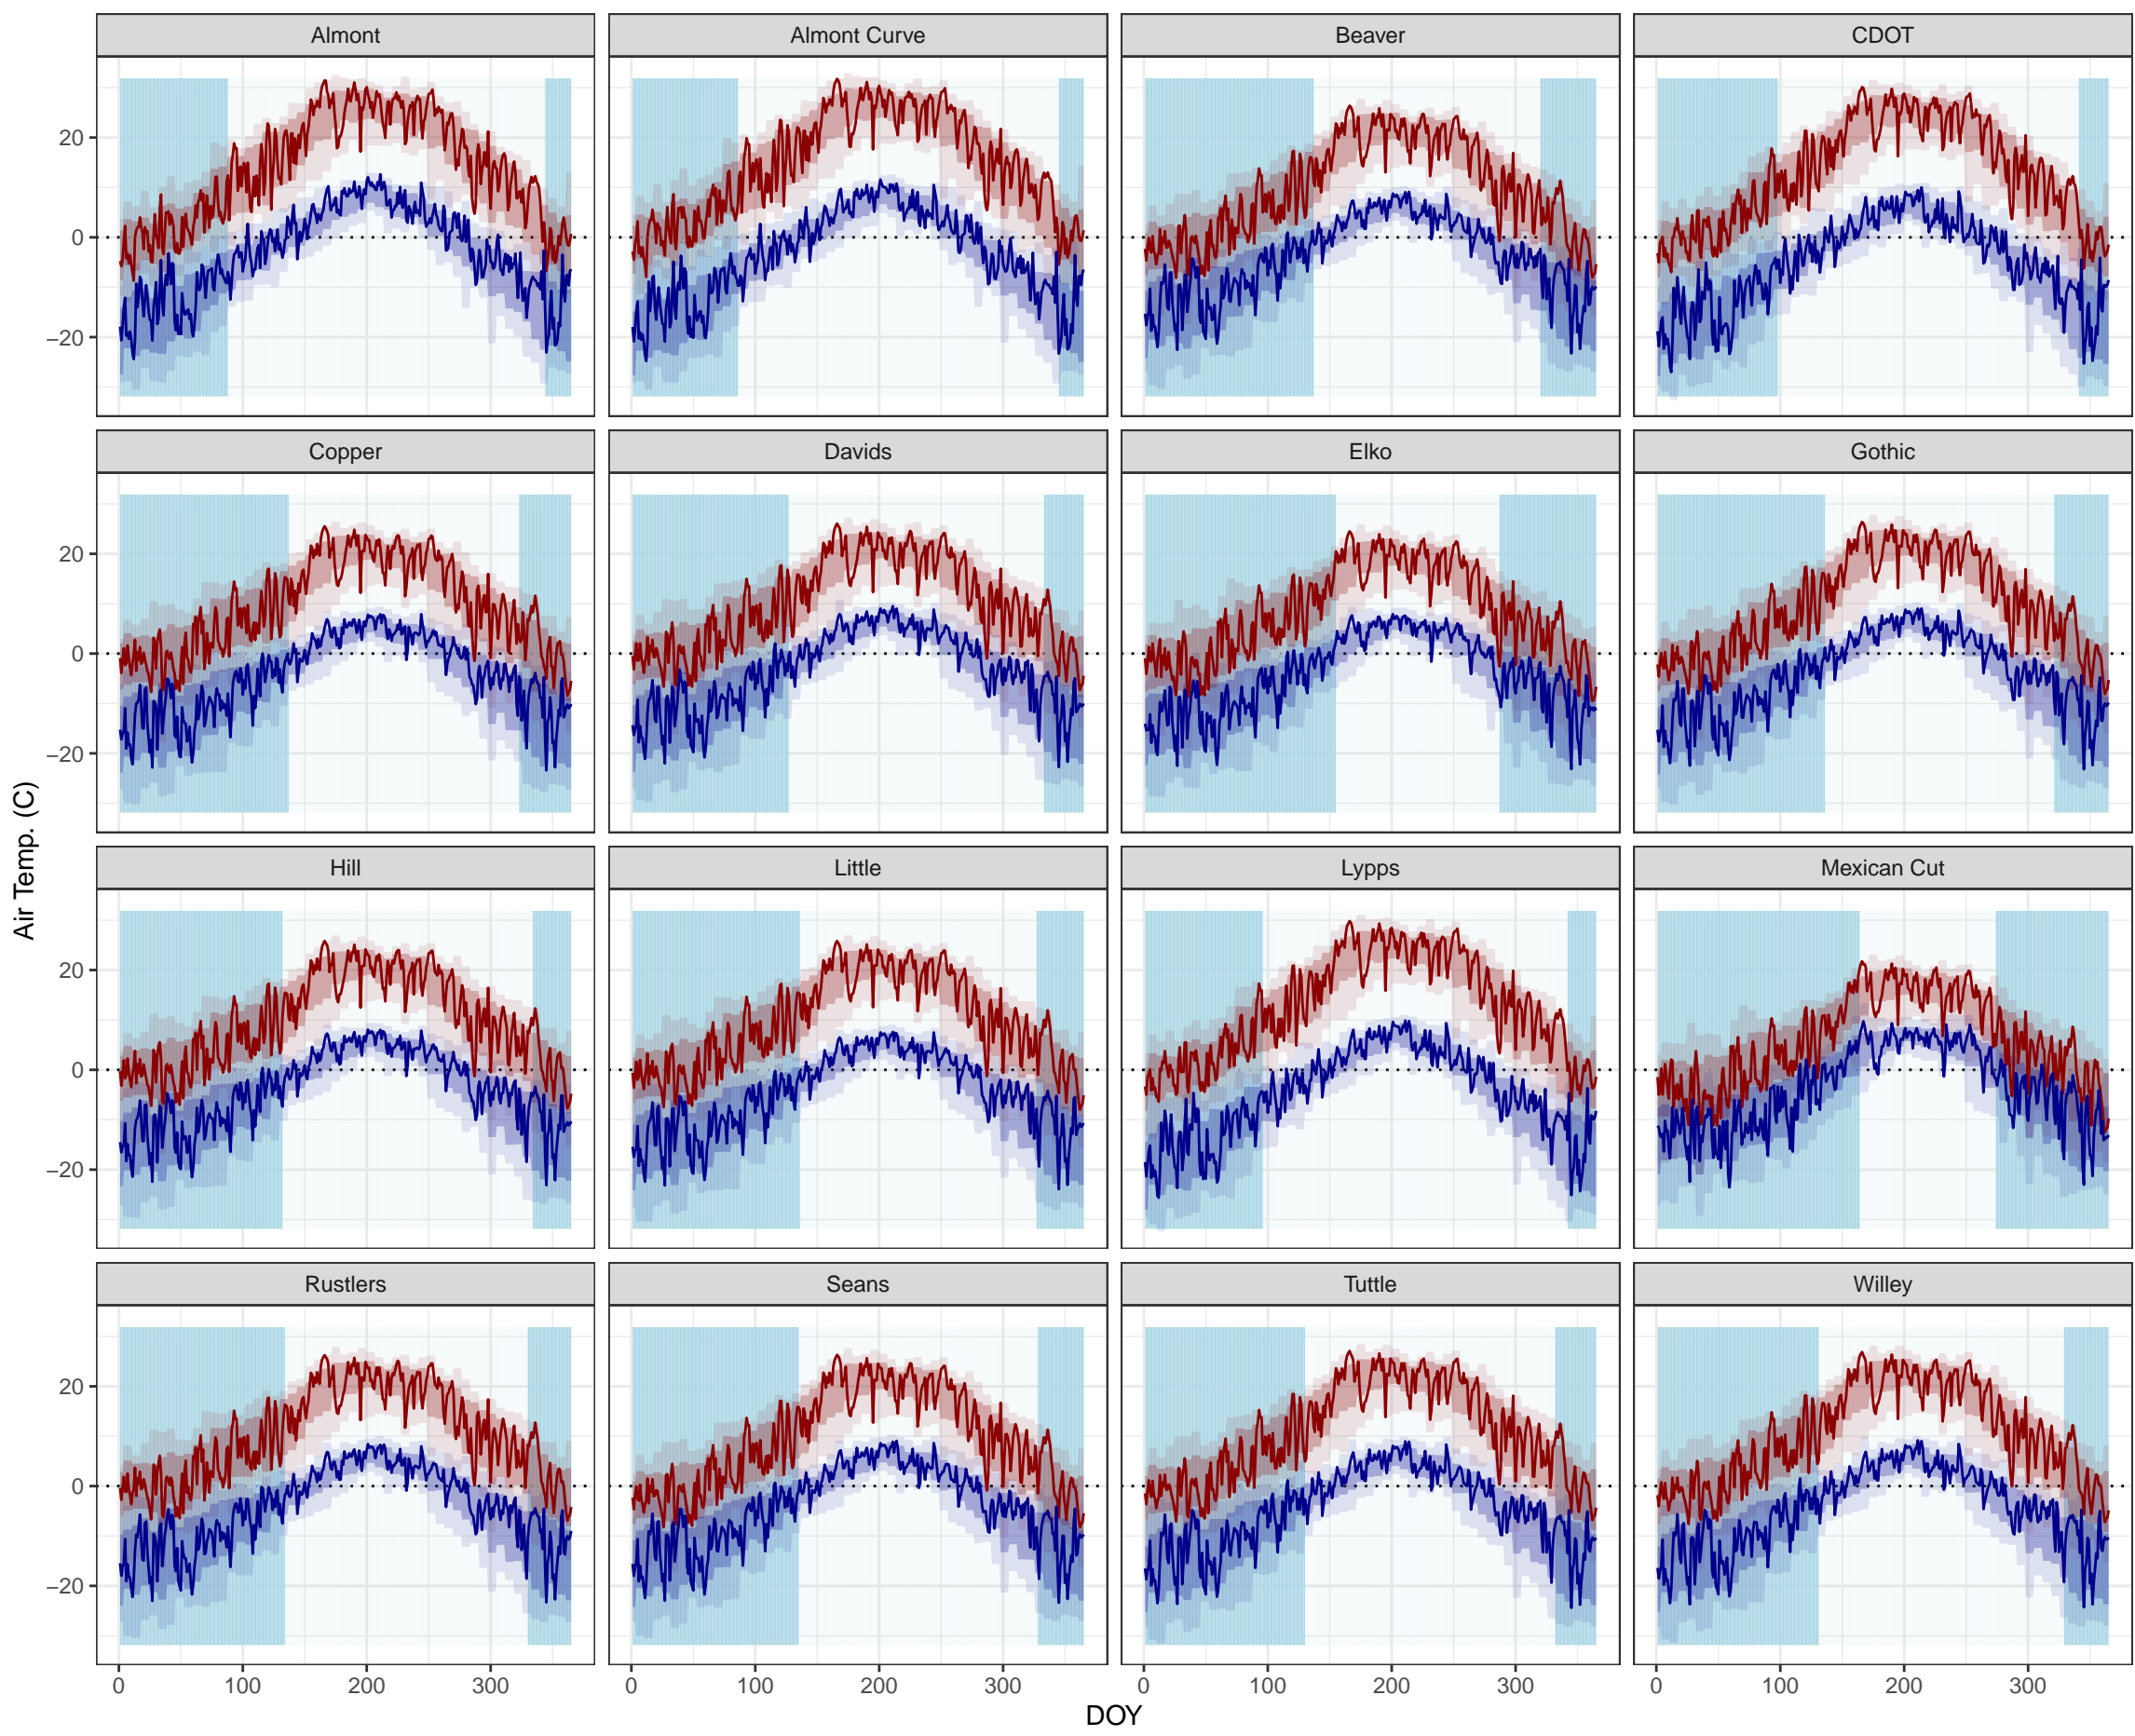 Almont
Almont Curve
Beaver
CDOT
20
0
−20
Copper
Davids
Elko
Gothic
20
0
−20
Hill
Little
Lypps
Mexican Cut
20
0
−20
Rustlers
Seans
Tuttle
Willey
20
0
−20
0 100 200 300
0 100 200 300
0 100 200 300
0 100 200 300
DOY
Air Temp. (C)